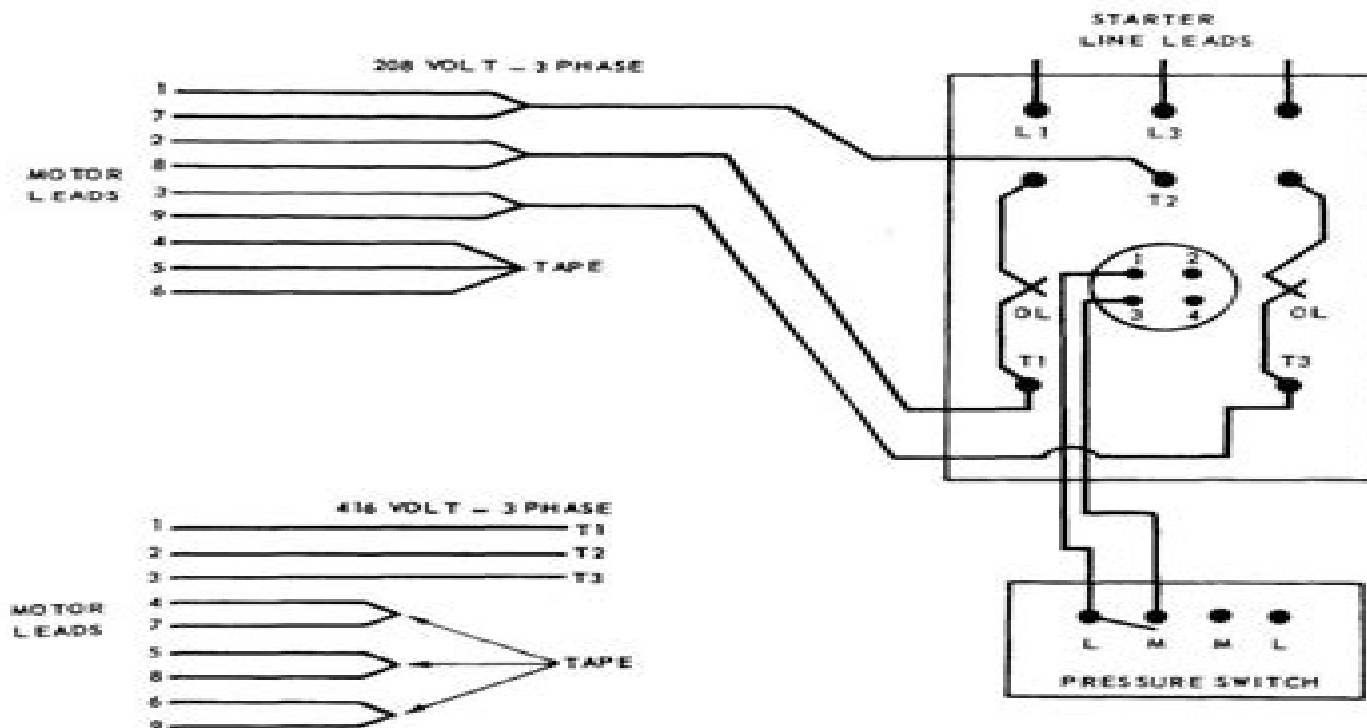 STARTER
LINE LEADS
208 VOLT - 3 PHASE
1
7
2
8
3
9
4
5
6
MOTOR
LEADS
TAPE
L1
L3
T2
1
2
3
4
OL
OL
T1
T3
416 VOLT - 3 PHASE
1
2
3
4
7
5
8
6
9
T1
T2
T3
MOTOR
LEADS
TAPE
L
M
M
L
PRESSURE SWITCH